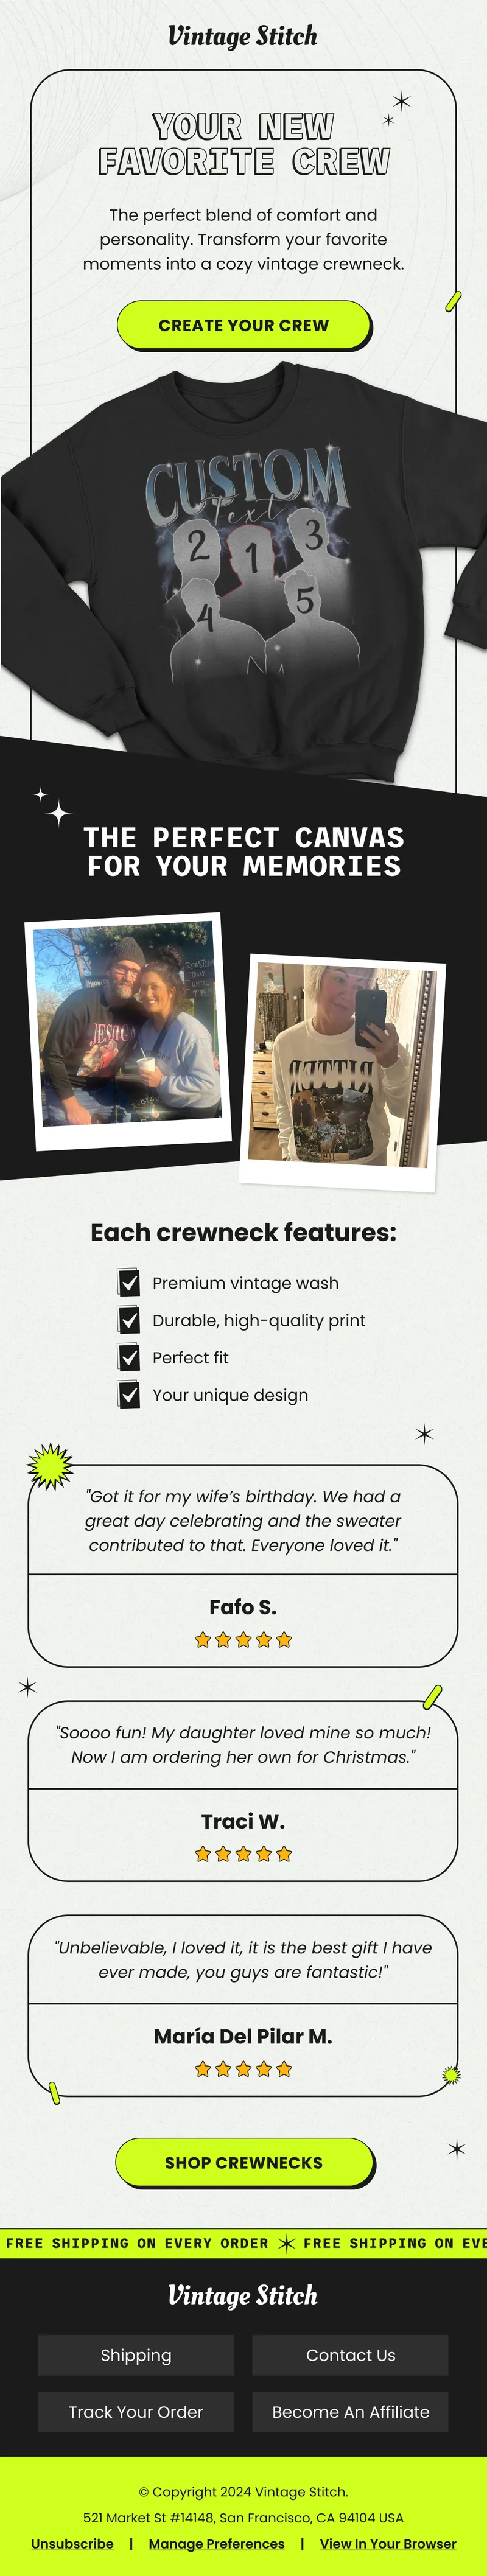 Vintage Stitch
YOUR NEW
FAVORITE CREW
The perfect blend of comfort and
personality. Transform your favorite
moments into a cozy vintage crewneck.
CREATE YOUR CREW
CUSTOM
Text
2 1 3
4 5
THE PERFECT CANVAS
FOR YOUR MEMORIES
Each crewneck features:
Premium vintage wash
Durable, high-quality print
Perfect fit
Your unique design
"Got it for my wife’s birthday. We had a
great day celebrating and the sweater
contributed to that. Everyone loved it."
Fafo S.
"Soooo fun! My daughter loved mine so much!
Now I am ordering her own for Christmas."
Traci W.
"Unbelievable, I loved it, it is the best gift I have
ever made, you guys are fantastic!"
María Del Pilar M.
SHOP CREWNECKS
FREE SHIPPING ON EVERY ORDER FREE SHIPPING ON EVE
Vintage Stitch
Shipping
Contact Us
Track Your Order
Become An Affiliate
© Copyright 2024 Vintage Stitch.
521 Market St #14148, San Francisco, CA 94104 USA
Unsubscribe | Manage Preferences | View In Your Browser